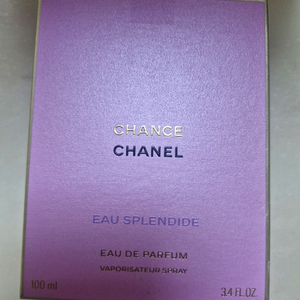 CHANCE
CHANEL
EAU SPLENDIDE
EAU DE PARFUM
VAPORISATEUR SPRAY
100 ml 3.4 FL.OZ.